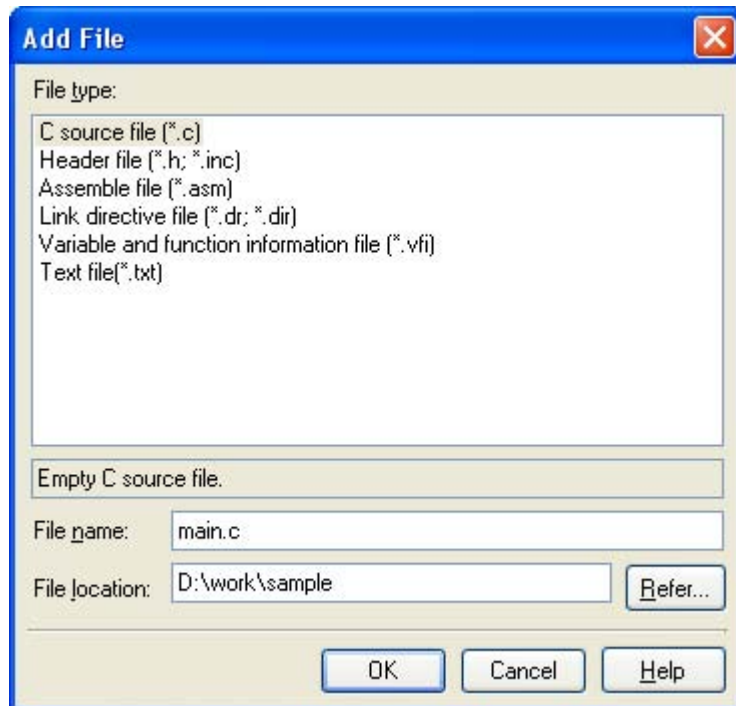 Add File
File type:
C source file (*.c)
Header file (*.h; *.inc)
Assemble file (*.asm)
Link directive file (*.dr; *.dir)
Variable and function information file (*.vfi)
Text file(*.txt)
Empty C source file.
File name: main.c
File location: D:\work\sample Refer...
OK Cancel Help